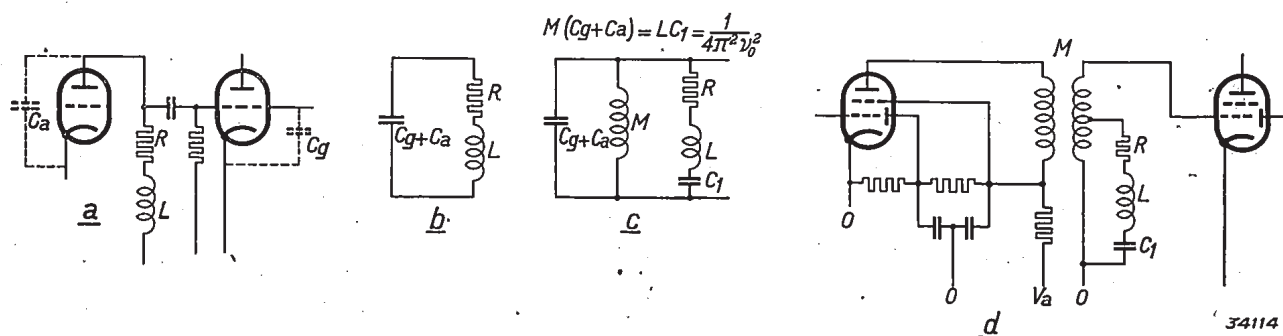 M(Cg+Ca) = LC1 = 1/4π²ν0²
Ca
R
L
Cg
a
Cg+Ca
R
L
b
Cg+Ca
M
R
L
C1
c
M
R
L
C1
0
0
Va
0
d
34114